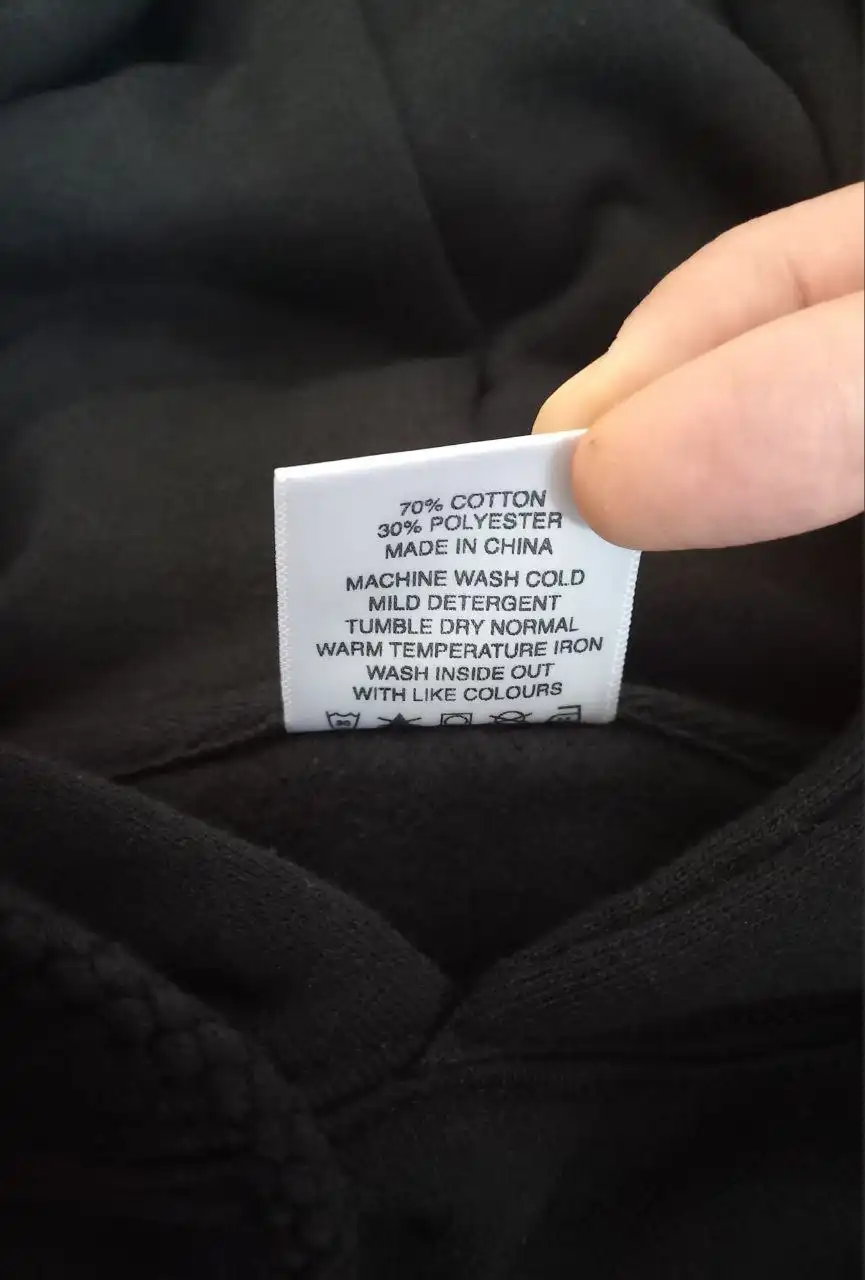 70% COTTON
30% POLYESTER
MADE IN CHINA
MACHINE WASH COLD
MILD DETERGENT
TUMBLE DRY NORMAL
WARM TEMPERATURE IRON
WASH INSIDE OUT
WITH LIKE COLOURS
30